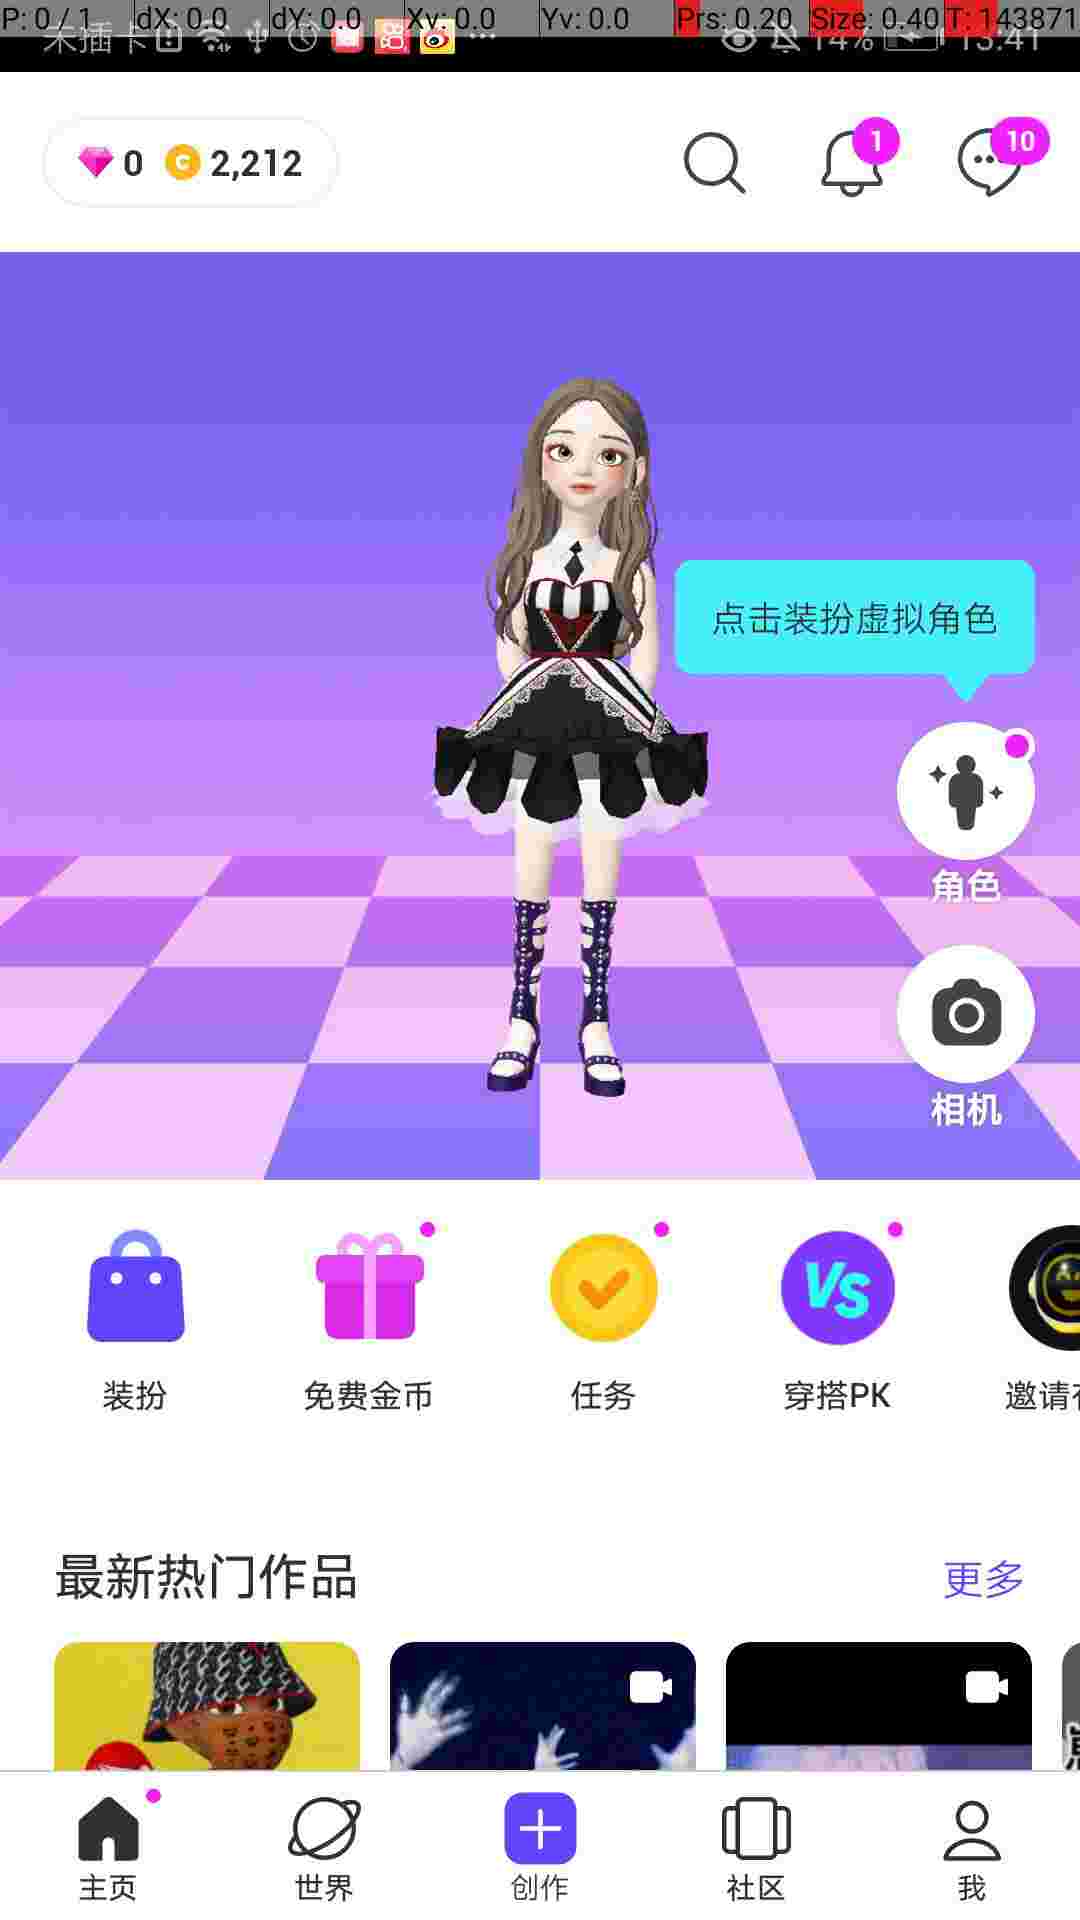 P: 0 / 1 dX: 0.0 dY: 0.0 Xv: 0.0 Yv: 0.0 Prs: 0.20 Size: 0.40 T: 143871
未插卡 14% 13:41
0 C 2,212 1 10
点击装扮虚拟角色
角色
相机
VS
装扮 免费金币 任务 穿搭PK 邀请
最新热门作品 更多
主页 世界 创作 社区 我